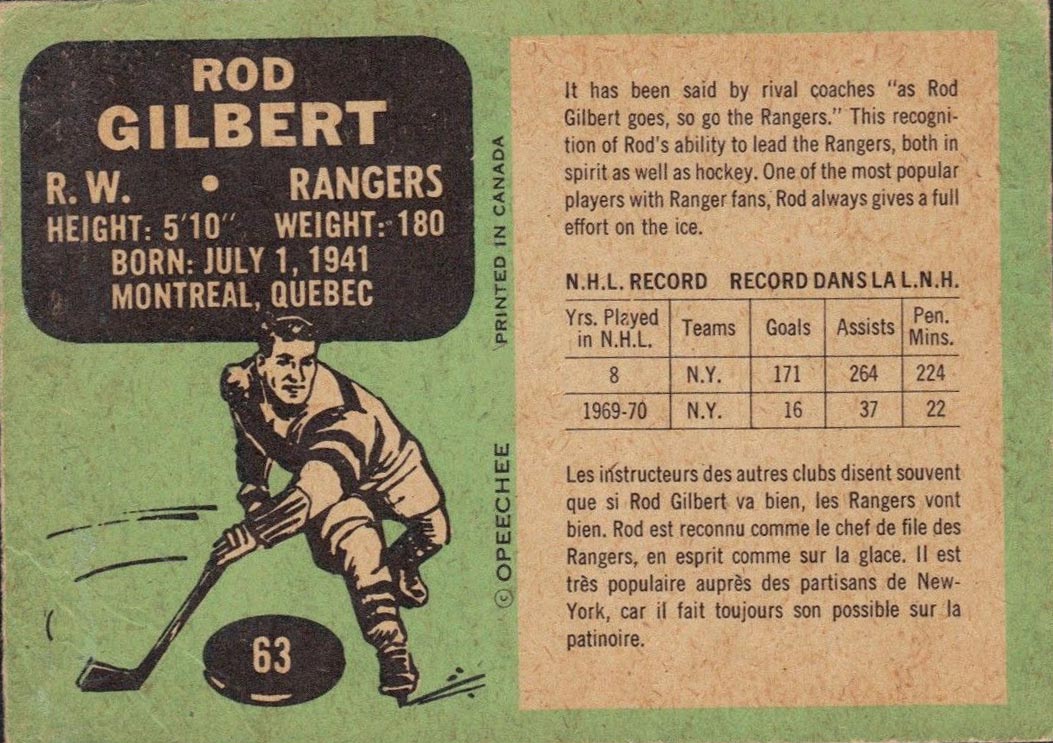 ROD
GILBERT
R. W. • RANGERS
HEIGHT: 5'10" WEIGHT: 180
BORN: JULY 1, 1941
MONTREAL, QUEBEC
63
PRINTED IN CANADA
© OPEECHEE
It has been said by rival coaches "as Rod
Gilbert goes, so go the Rangers." This recogni-
tion of Rod's ability to lead the Rangers, both in
spirit as well as hockey. One of the most popular
players with Ranger fans, Rod always gives a full
effort on the ice.
N.H.L. RECORD RECORD DANS LA L.N.H.
Yrs. Played in N.H.L. Teams Goals Assists Pen. Mins.
8 N.Y. 171 264 224
1969-70 N.Y. 16 37 22
Les instructeurs des autres clubs disent souvent
que si Rod Gilbert va bien, les Rangers vont
bien. Rod est reconnu comme le chef de file des
Rangers, en esprit comme sur la glace. Il est
très populaire auprès des partisans de New-
York, car il fait toujours son possible sur la
patinoire.